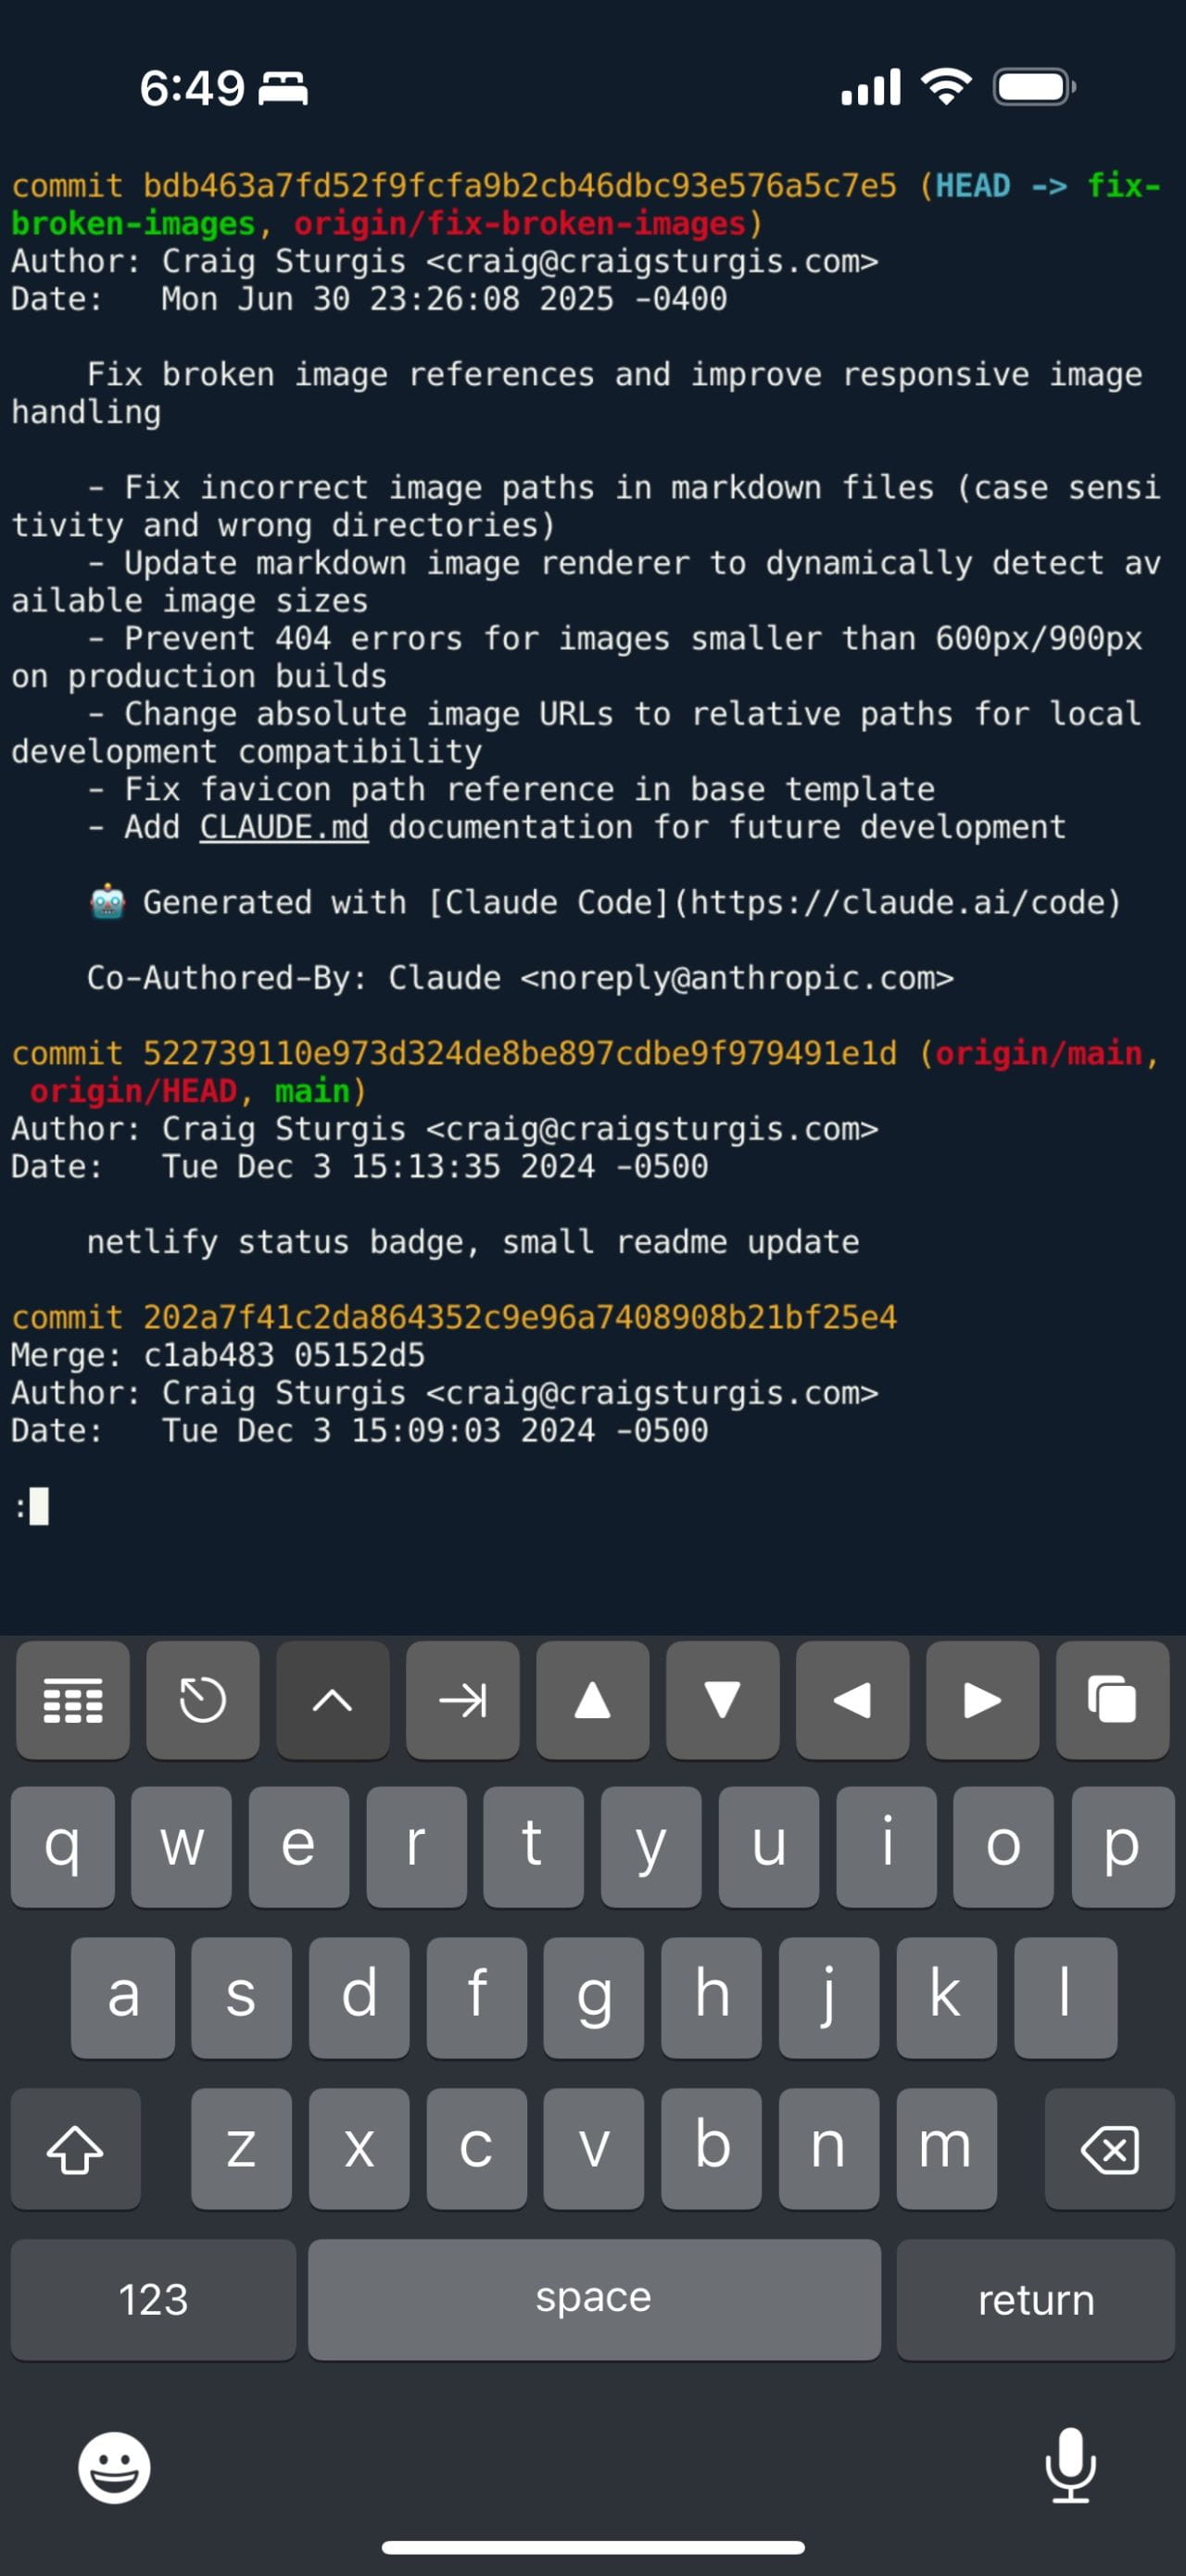 6:49
commit bdb463a7fd52f9fcfa9b2cb46dbc93e576a5c7e5 (HEAD -> fix-
broken-images, origin/fix-broken-images)
Author: Craig Sturgis <craig@craigsturgis.com>
Date:   Mon Jun 30 23:26:08 2025 -0400
    Fix broken image references and improve responsive image
handling
    - Fix incorrect image paths in markdown files (case sensi
tivity and wrong directories)
    - Update markdown image renderer to dynamically detect av
ailable image sizes
    - Prevent 404 errors for images smaller than 600px/900px
on production builds
    - Change absolute image URLs to relative paths for local
development compatibility
    - Fix favicon path reference in base template
    - Add CLAUDE.md documentation for future development
    🤖 Generated with [Claude Code](https://claude.ai/code)
    Co-Authored-By: Claude <noreply@anthropic.com>
commit 522739110e973d324de8be897cdbe9f979491e1d (origin/main,
 origin/HEAD, main)
Author: Craig Sturgis <craig@craigsturgis.com>
Date:   Tue Dec 3 15:13:35 2024 -0500
    netlify status badge, small readme update
commit 202a7f41c2da864352c9e96a7408908b21bf25e4
Merge: c1ab483 05152d5
Author: Craig Sturgis <craig@craigsturgis.com>
Date:   Tue Dec 3 15:09:03 2024 -0500
:
q w e r t y u i o p
a s d f g h j k l
z x c v b n m
123 space return